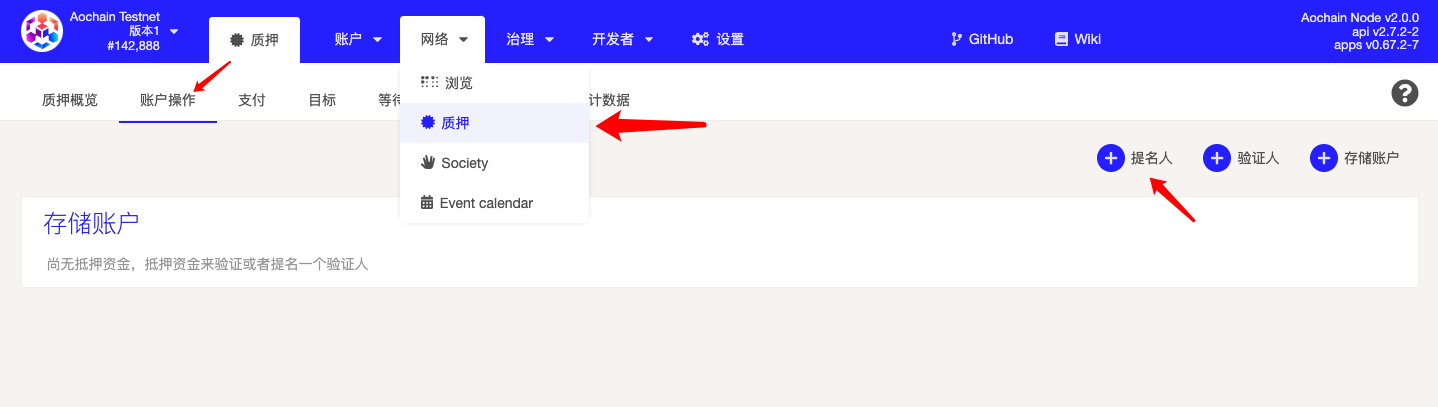 Aochain Testnet
版本1
#142,888
质押
账户
网络
治理
开发者
设置
GitHub
Wiki
Aochain Node v2.0.0
api v2.7.2-2
apps v0.67.2-7
浏览
质押
Society
Event calendar
质押概览
账户操作
支付
目标
等待
计数据
提名人
验证人
存储账户
存储账户
尚无抵押资金，抵押资金来验证或者提名一个验证人